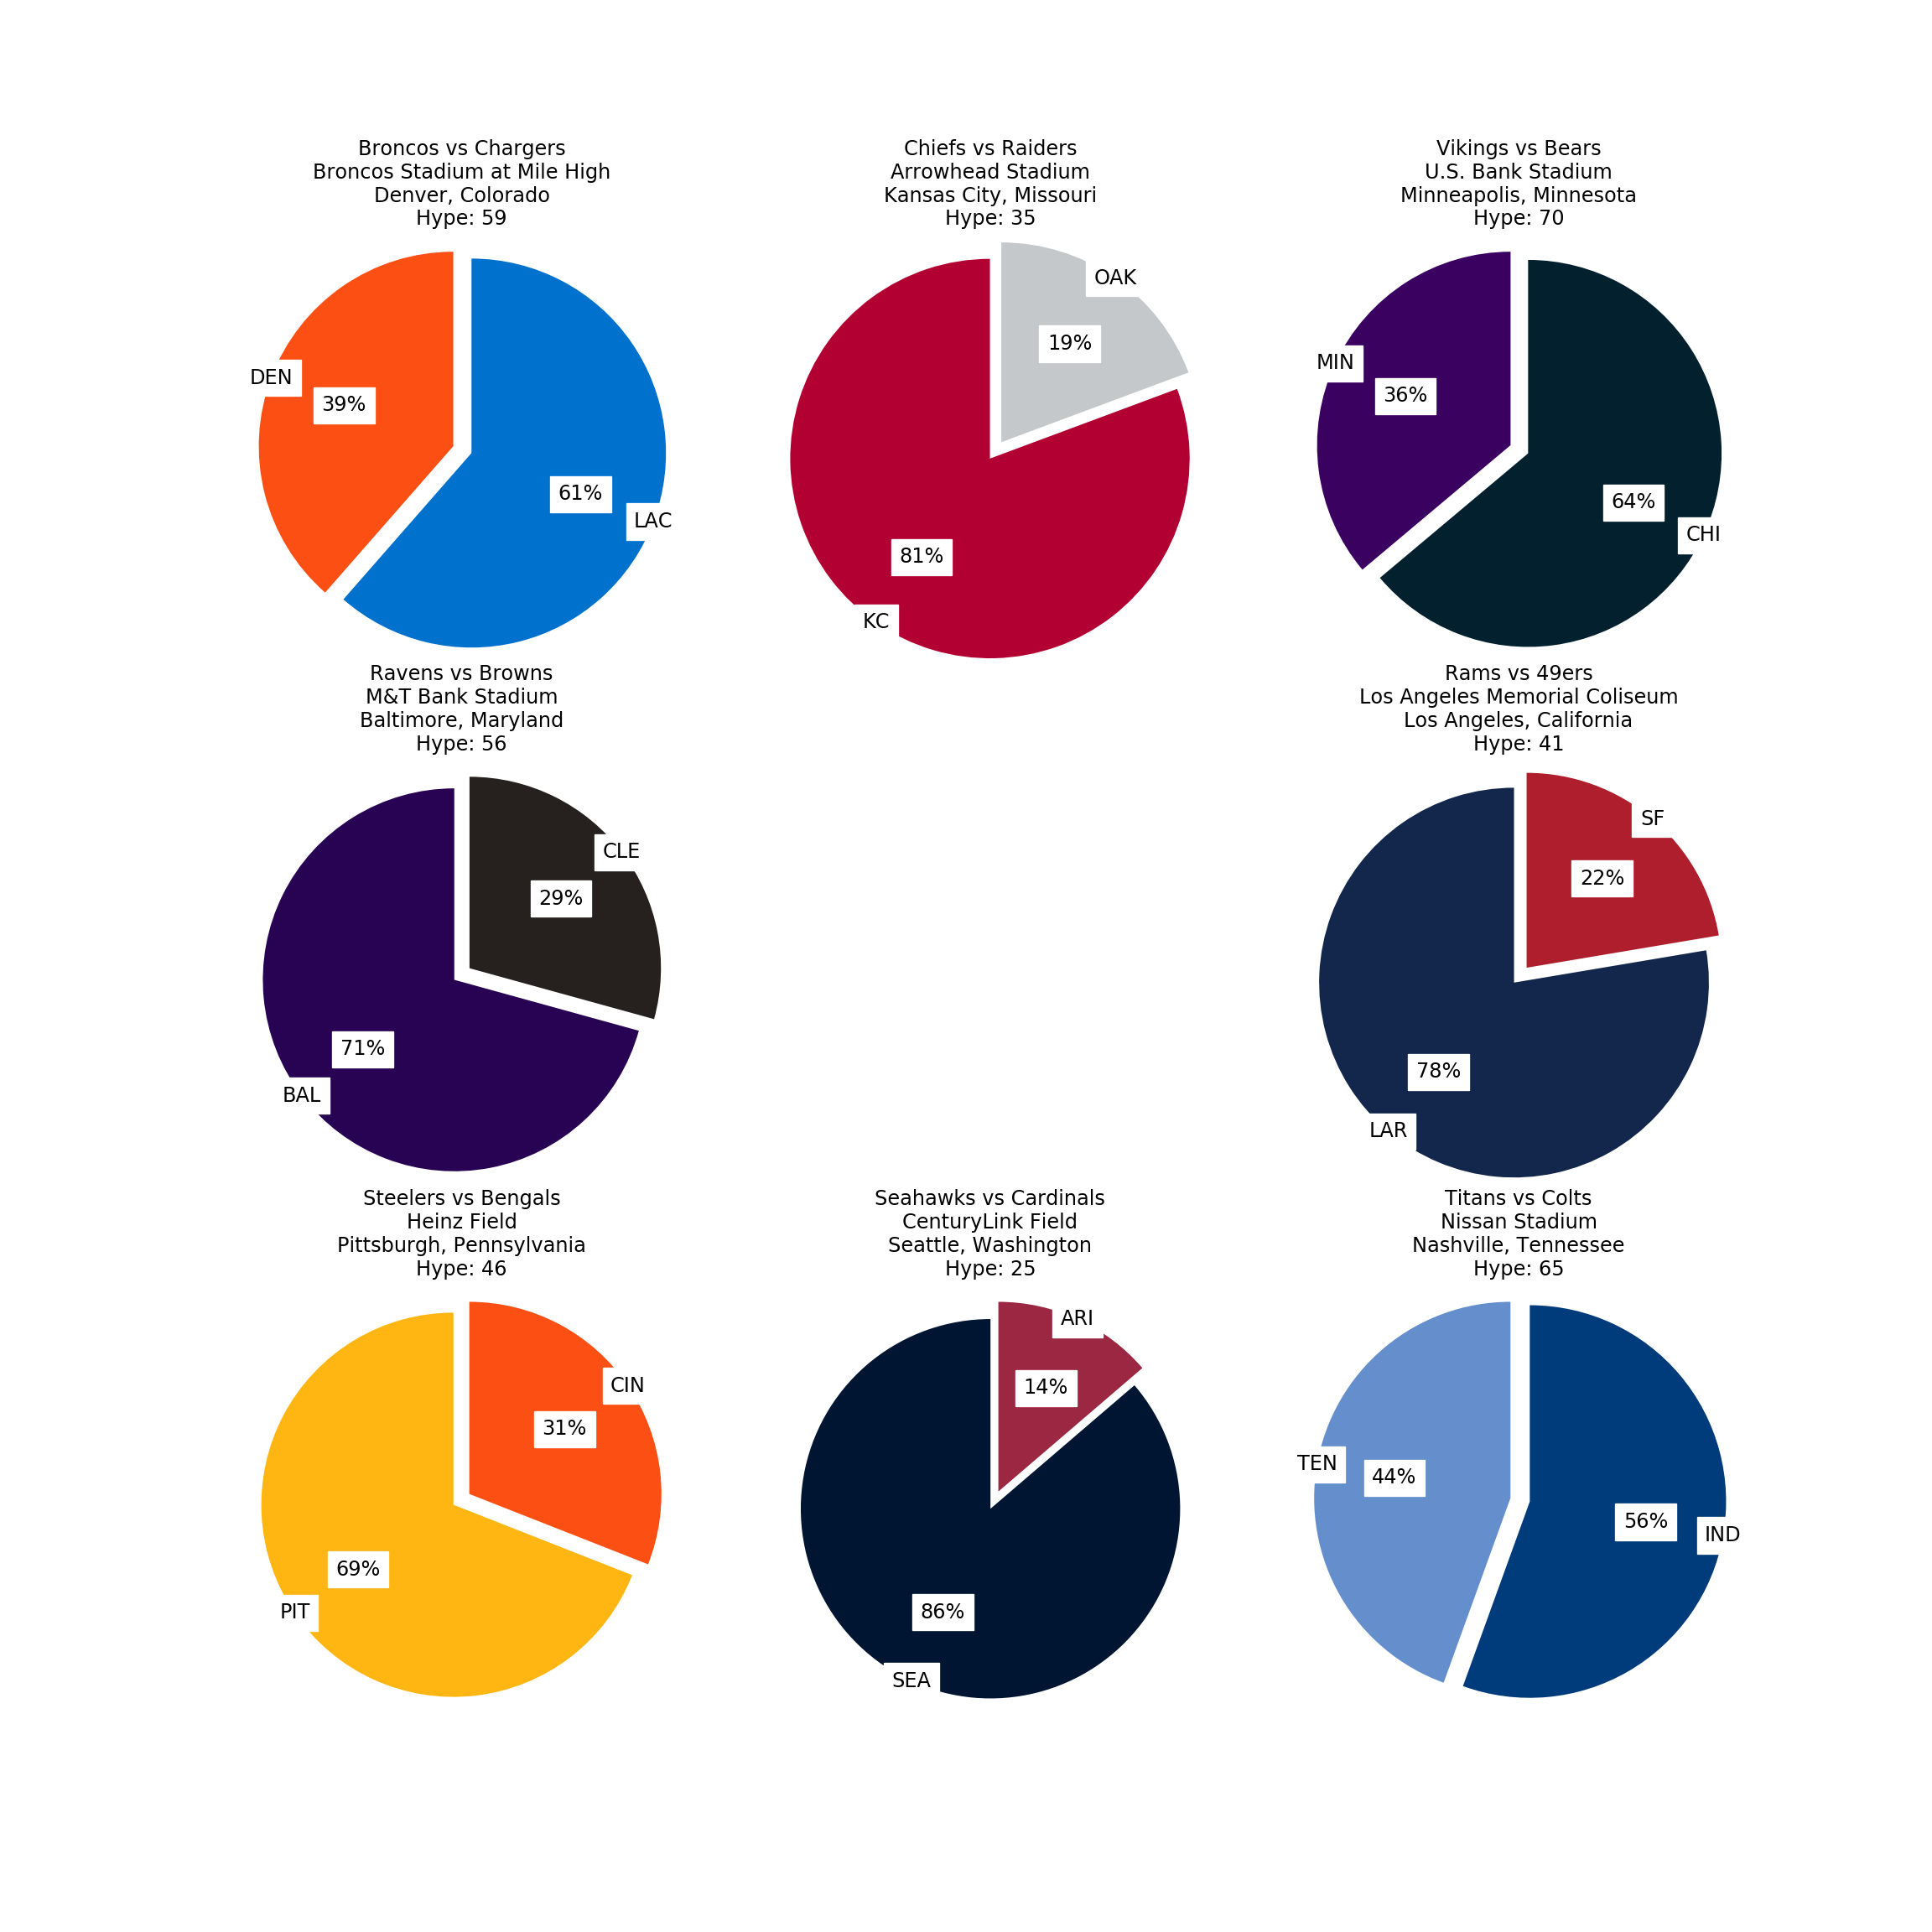 Broncos vs Chargers
Broncos Stadium at Mile High
Denver, Colorado
Hype: 59
DEN
39%
61%
LAC
Chiefs vs Raiders
Arrowhead Stadium
Kansas City, Missouri
Hype: 35
OAK
19%
81%
KC
Vikings vs Bears
U.S. Bank Stadium
Minneapolis, Minnesota
Hype: 70
MIN
36%
64%
CHI
Ravens vs Browns
M&T Bank Stadium
Baltimore, Maryland
Hype: 56
CLE
29%
71%
BAL
Rams vs 49ers
Los Angeles Memorial Coliseum
Los Angeles, California
Hype: 41
SF
22%
78%
LAR
Steelers vs Bengals
Heinz Field
Pittsburgh, Pennsylvania
Hype: 46
CIN
31%
69%
PIT
Seahawks vs Cardinals
CenturyLink Field
Seattle, Washington
Hype: 25
ARI
14%
86%
SEA
Titans vs Colts
Nissan Stadium
Nashville, Tennessee
Hype: 65
TEN
44%
56%
IND